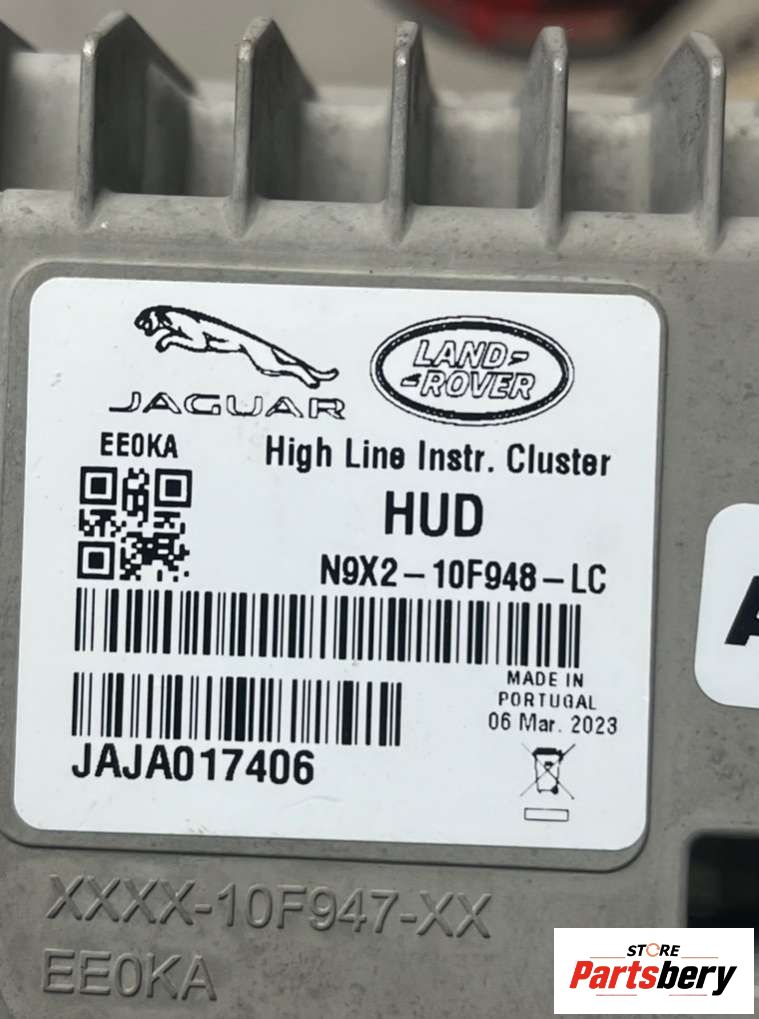 JAGUAR
LAND-
-ROVER
EE0KA
High Line Instr. Cluster
HUD
N9X2-10F948-LC
MADE IN
PORTUGAL
06 Mar. 2023
JAJA017406
XXXX-10F947-XX
EE0KA
STORE
Partsbery